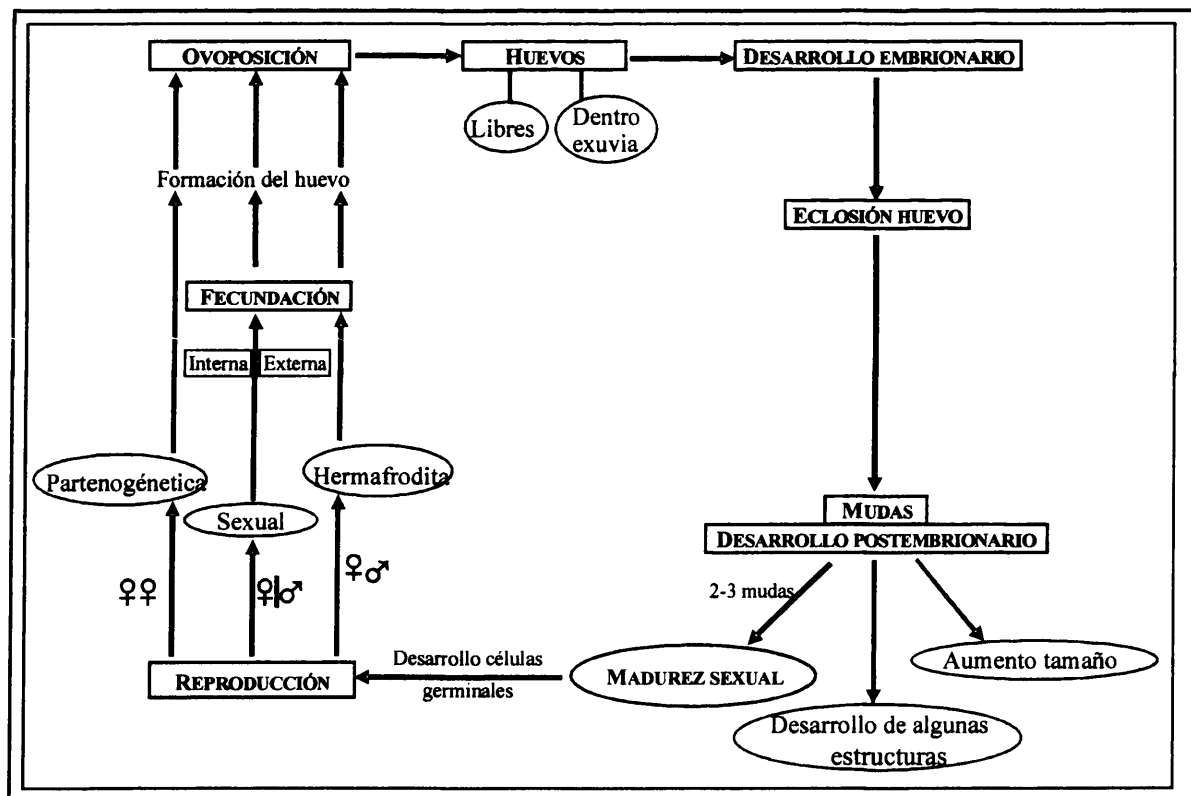 OVOPOSICIÓN
HUEVOS
DESARROLLO EMBRIONARIO
Libres
Dentro
exuvia
Formación del huevo
ECLOSIÓN HUEVO
FECUNDACIÓN
Interna
Externa
Partenogénetica
Hermafrodita
Sexual
MUDAS
DESARROLLO POSTEMBRIONARIO
♀♀
♀|♂
♀♂
2-3 mudas
Desarrollo células
germinales
REPRODUCCIÓN
MADUREZ SEXUAL
Aumento tamaño
Desarrollo de algunas
estructuras